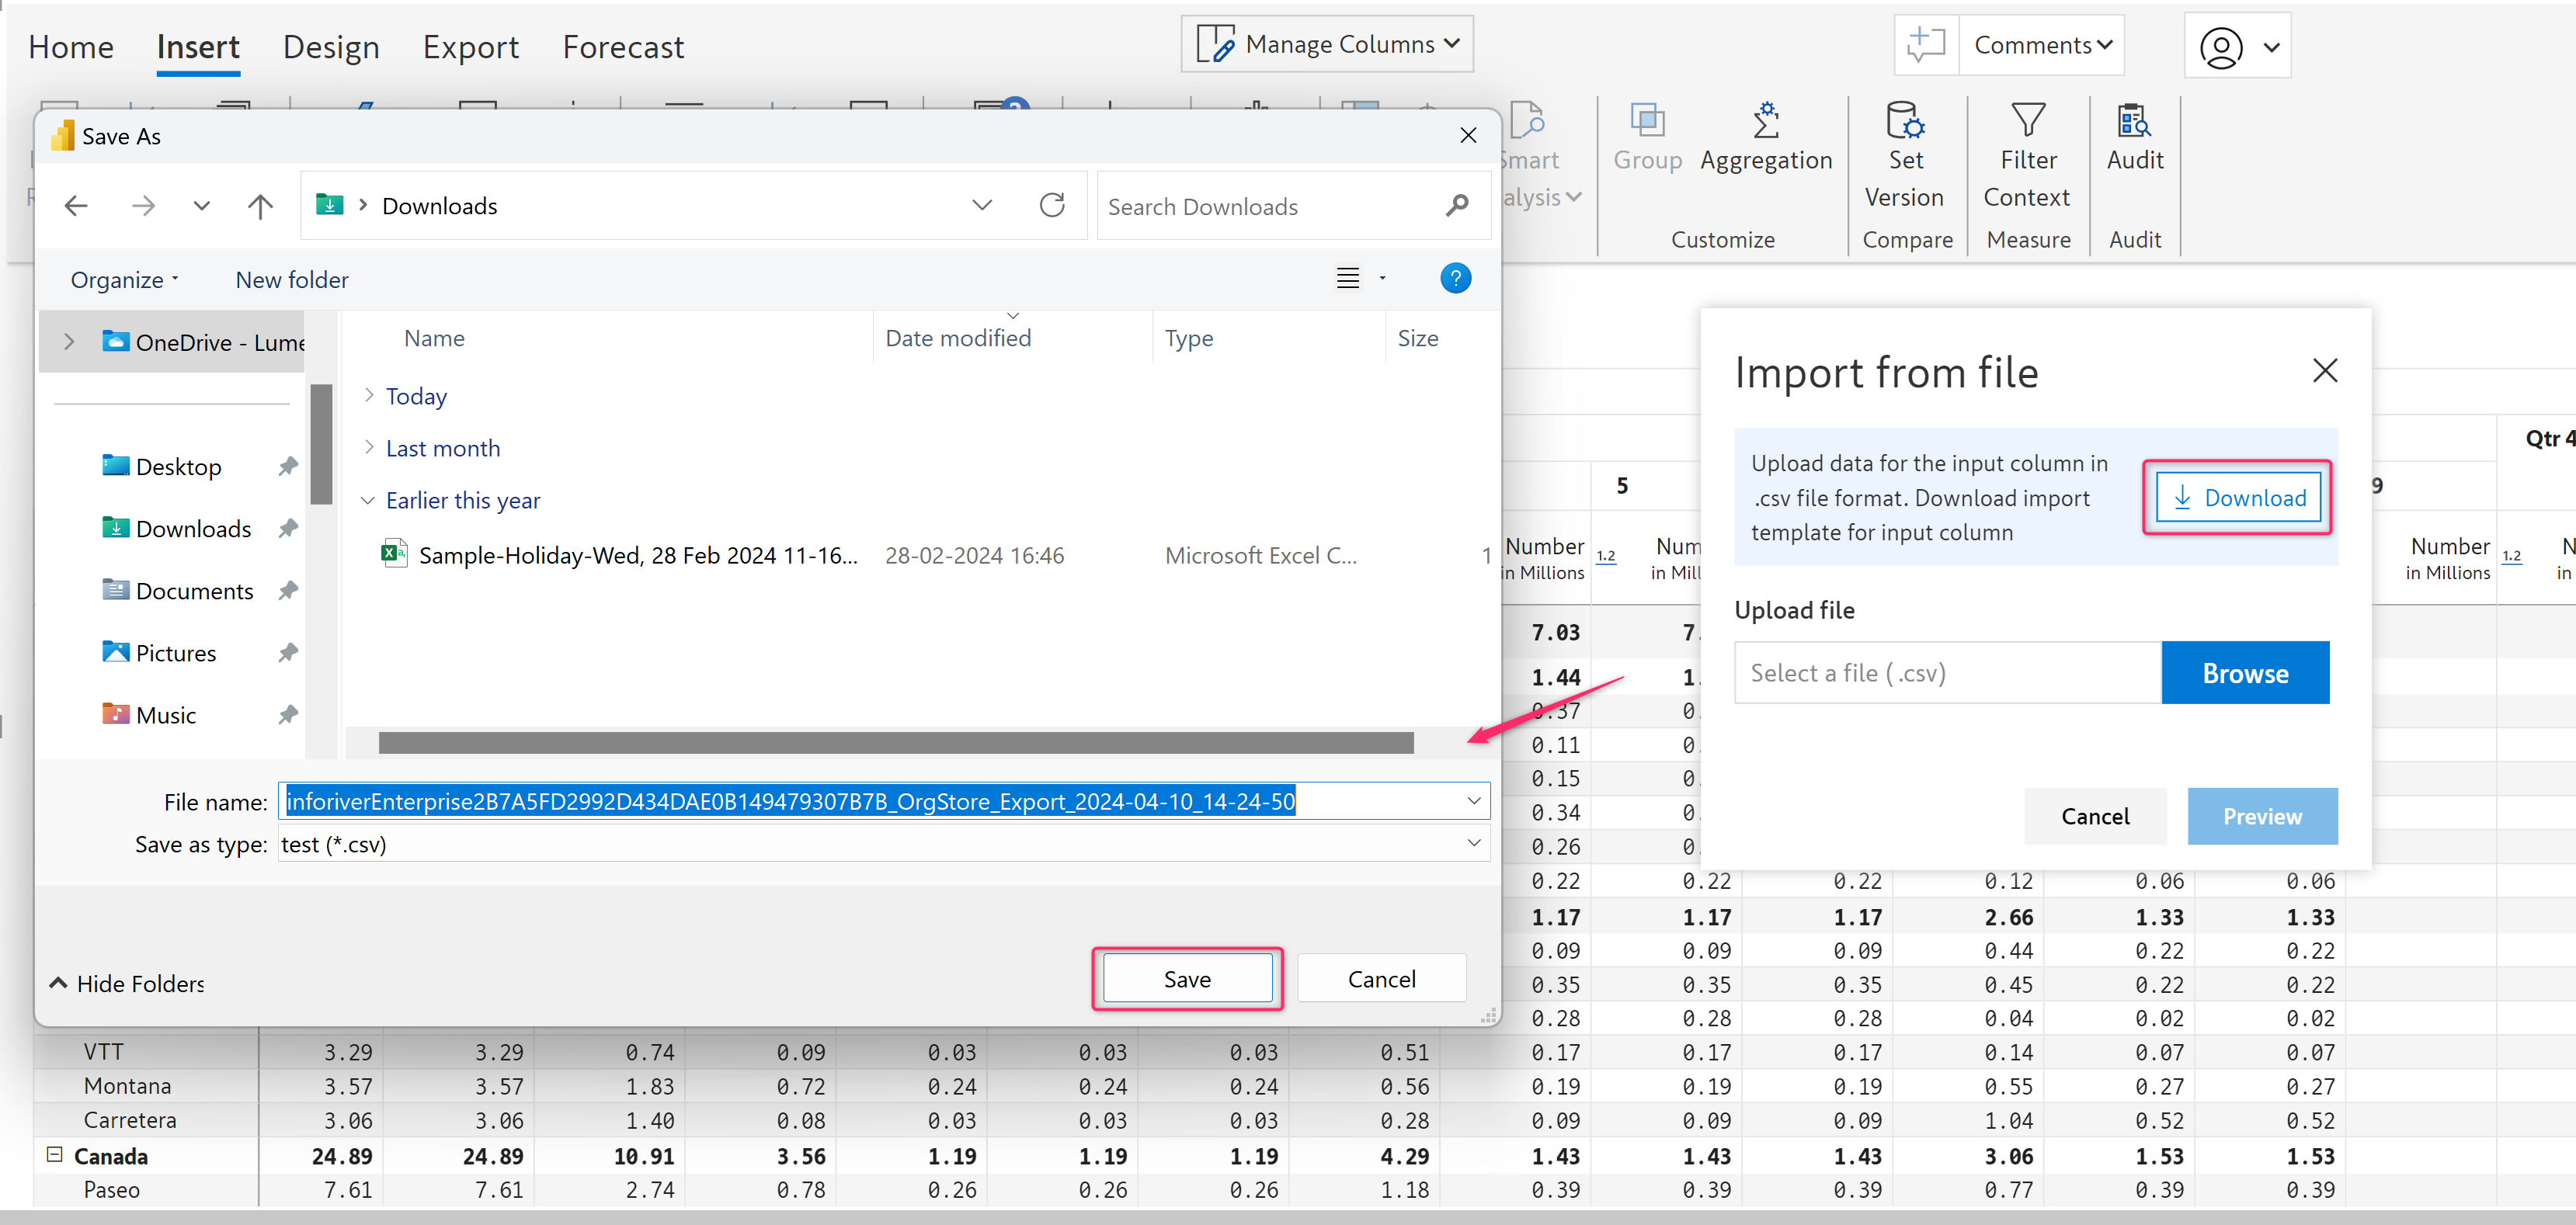 Home Insert Design Export Forecast
Manage Columns
Comments
Save As
Downloads
Search Downloads
Organize New folder
OneDrive - Lume
Desktop
Downloads
Documents
Pictures
Music
Name Date modified Type Size
Today
Last month
Earlier this year
Sample-Holiday-Wed, 28 Feb 2024 11-16... 28-02-2024 16:46 Microsoft Excel C... 1
File name: inforiverEnterprise2B7A5FD2992D434DAE0B149479307B7B_OrgStore_Export_2024-04-10_14-24-50
Save as type: test (*.csv)
Hide Folders
Save Cancel
Smart
alysis
Group Aggregation
Customize
Set
Version
Compare
Filter
Context
Measure
Audit
Audit
Import from file
Upload data for the input column in
.csv file format. Download import
template for input column
Download
Upload file
Select a file ( .csv)
Browse
Cancel Preview
Qtr 4
5 9
Number 1.2 Num Number 1.2 N
in Millions in Mill in Millions in
7.03 7.
1.44 1.
0.37 0.
0.11 0.
0.15 0.
0.34 0.
0.26 0.
0.22 0.22 0.22 0.12 0.06 0.06
1.17 1.17 1.17 2.66 1.33 1.33
0.09 0.09 0.09 0.44 0.22 0.22
0.35 0.35 0.35 0.45 0.22 0.22
0.28 0.28 0.28 0.04 0.02 0.02
VTT 3.29 3.29 0.74 0.09 0.03 0.03 0.03 0.51 0.17 0.17 0.17 0.14 0.07 0.07
Montana 3.57 3.57 1.83 0.72 0.24 0.24 0.24 0.56 0.19 0.19 0.19 0.55 0.27 0.27
Carretera 3.06 3.06 1.40 0.08 0.03 0.03 0.03 0.28 0.09 0.09 0.09 1.04 0.52 0.52
Canada 24.89 24.89 10.91 3.56 1.19 1.19 1.19 4.29 1.43 1.43 1.43 3.06 1.53 1.53
Paseo 7.61 7.61 2.74 0.78 0.26 0.26 0.26 1.18 0.39 0.39 0.39 0.77 0.39 0.39